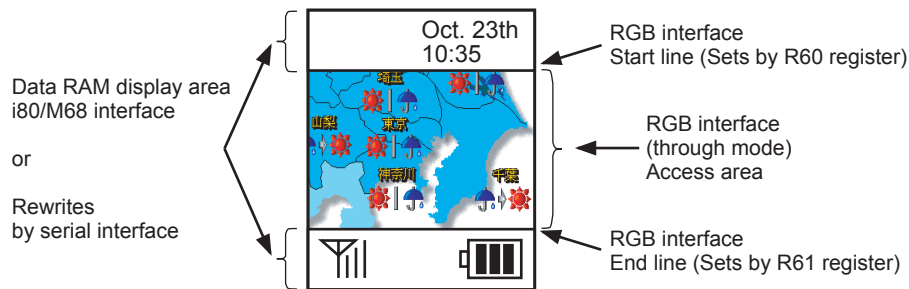 Oct. 23th
10:35
RGB interface
Start line (Sets by R60 register)
Data RAM display area
i80/M68 interface
or
Rewrites
by serial interface
埼玉
山梨
東京
神奈川
千葉
RGB interface
(through mode)
Access area
RGB interface
End line (Sets by R61 register)